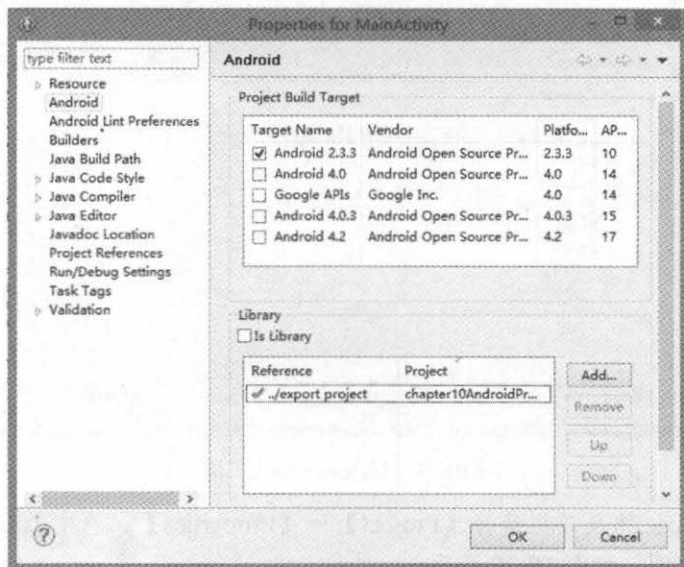 Properties for MainActivity
type filter text
Resource
Android
Android Lint Preferences
Builders
Java Build Path
Java Code Style
Java Compiler
Java Editor
Javadoc Location
Project References
Run/Debug Settings
Task Tags
Validation
Android
Project Build Target
Target Name Vendor Platfo... AP...
Android 2.3.3 Android Open Source Pr... 2.3.3 10
Android 4.0 Android Open Source Pr... 4.0 14
Google APIs Google Inc. 4.0 14
Android 4.0.3 Android Open Source Pr... 4.0.3 15
Android 4.2 Android Open Source Pr... 4.2 17
Library
Is Library
Reference Project
../export project chapter10AndroidPr...
Add...
Remove
Up
Down
OK Cancel